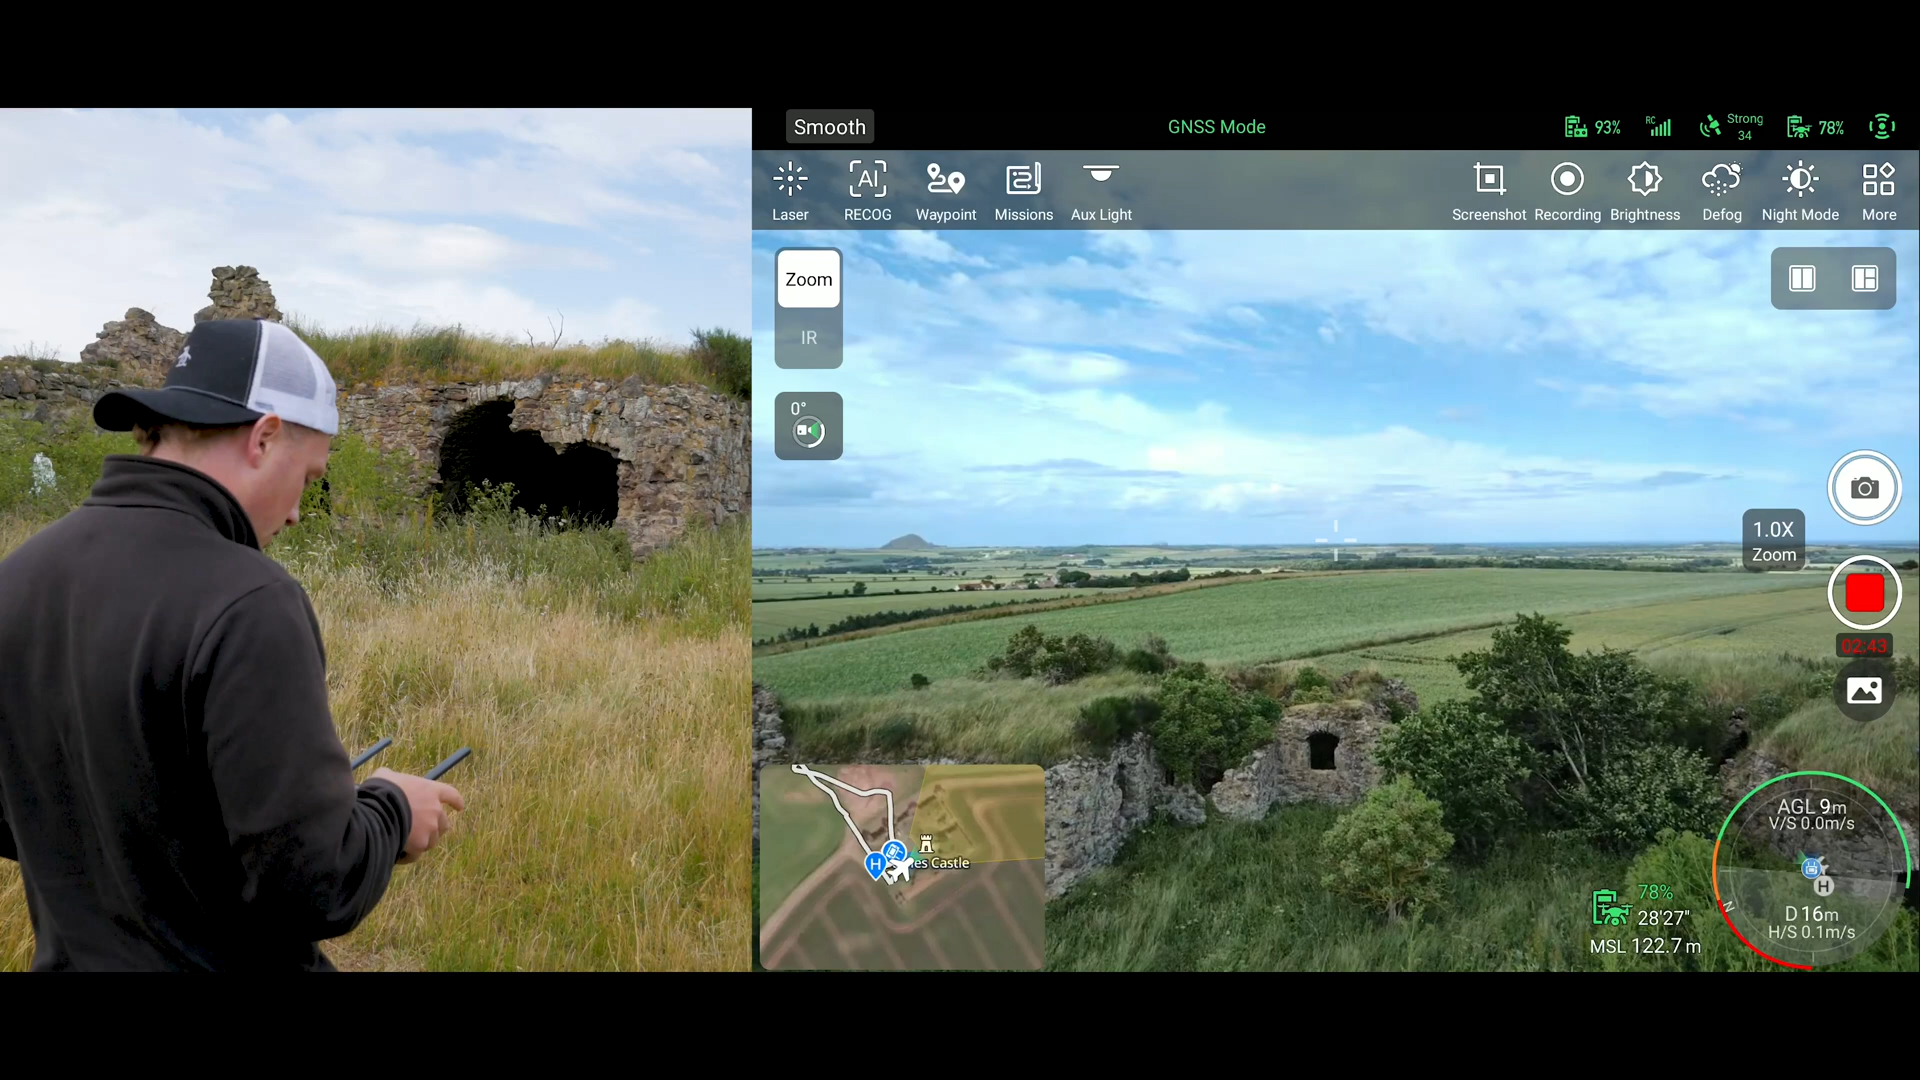 Smooth
GNSS Mode
93%
RC
Strong
34
78%
Laser
AI
RECOG
Waypoint
Missions
Aux Light
Screenshot
Recording
Brightness
Defog
Night Mode
More
Zoom
IR
0°
1.0X
Zoom
02:43
H
es Castle
AGL 9m
V/S 0.0m/s
H
N
D 16m
H/S 0.1m/s
78%
28'27"
MSL 122.7 m